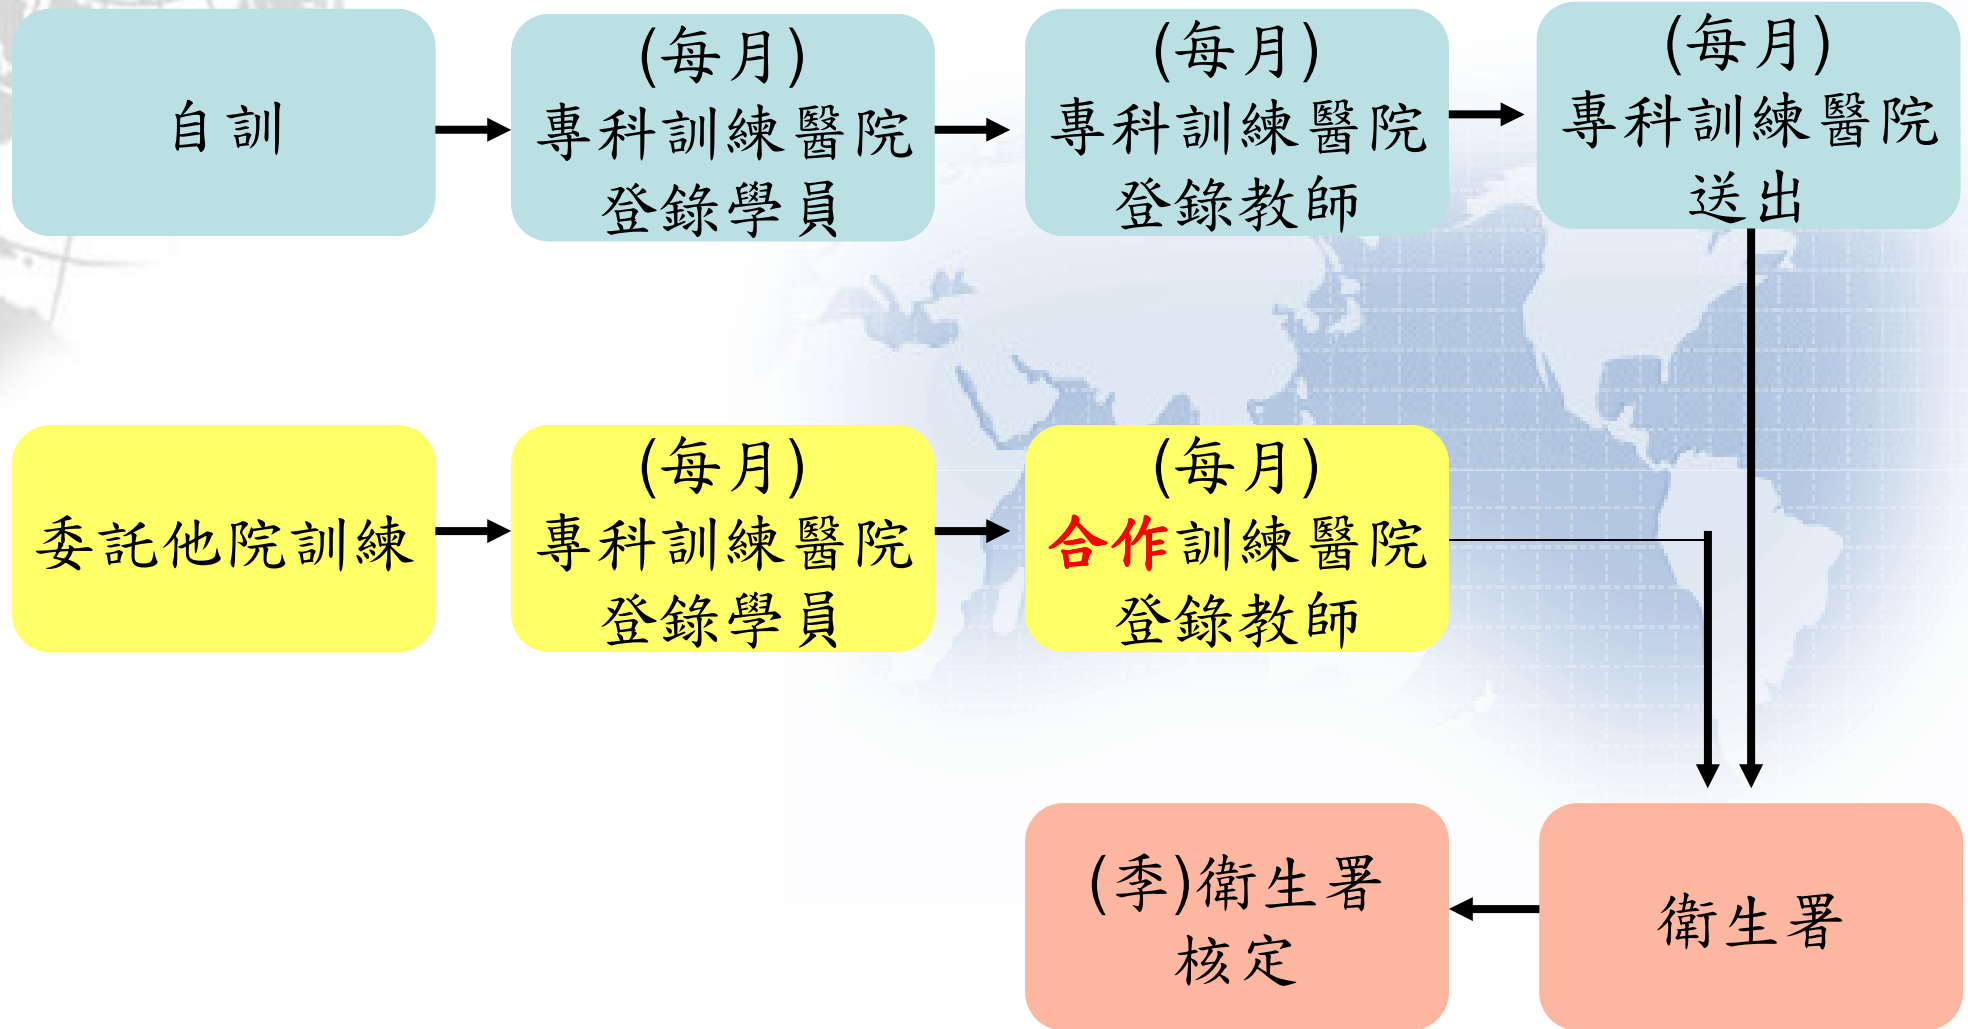 自訓
(每月)
專科訓練醫院
登錄學員
(每月)
專科訓練醫院
登錄教師
(每月)
專科訓練醫院
送出
委託他院訓練
(每月)
專科訓練醫院
登錄學員
(每月)
合作訓練醫院
登錄教師
(季)衛生署
核定
衛生署